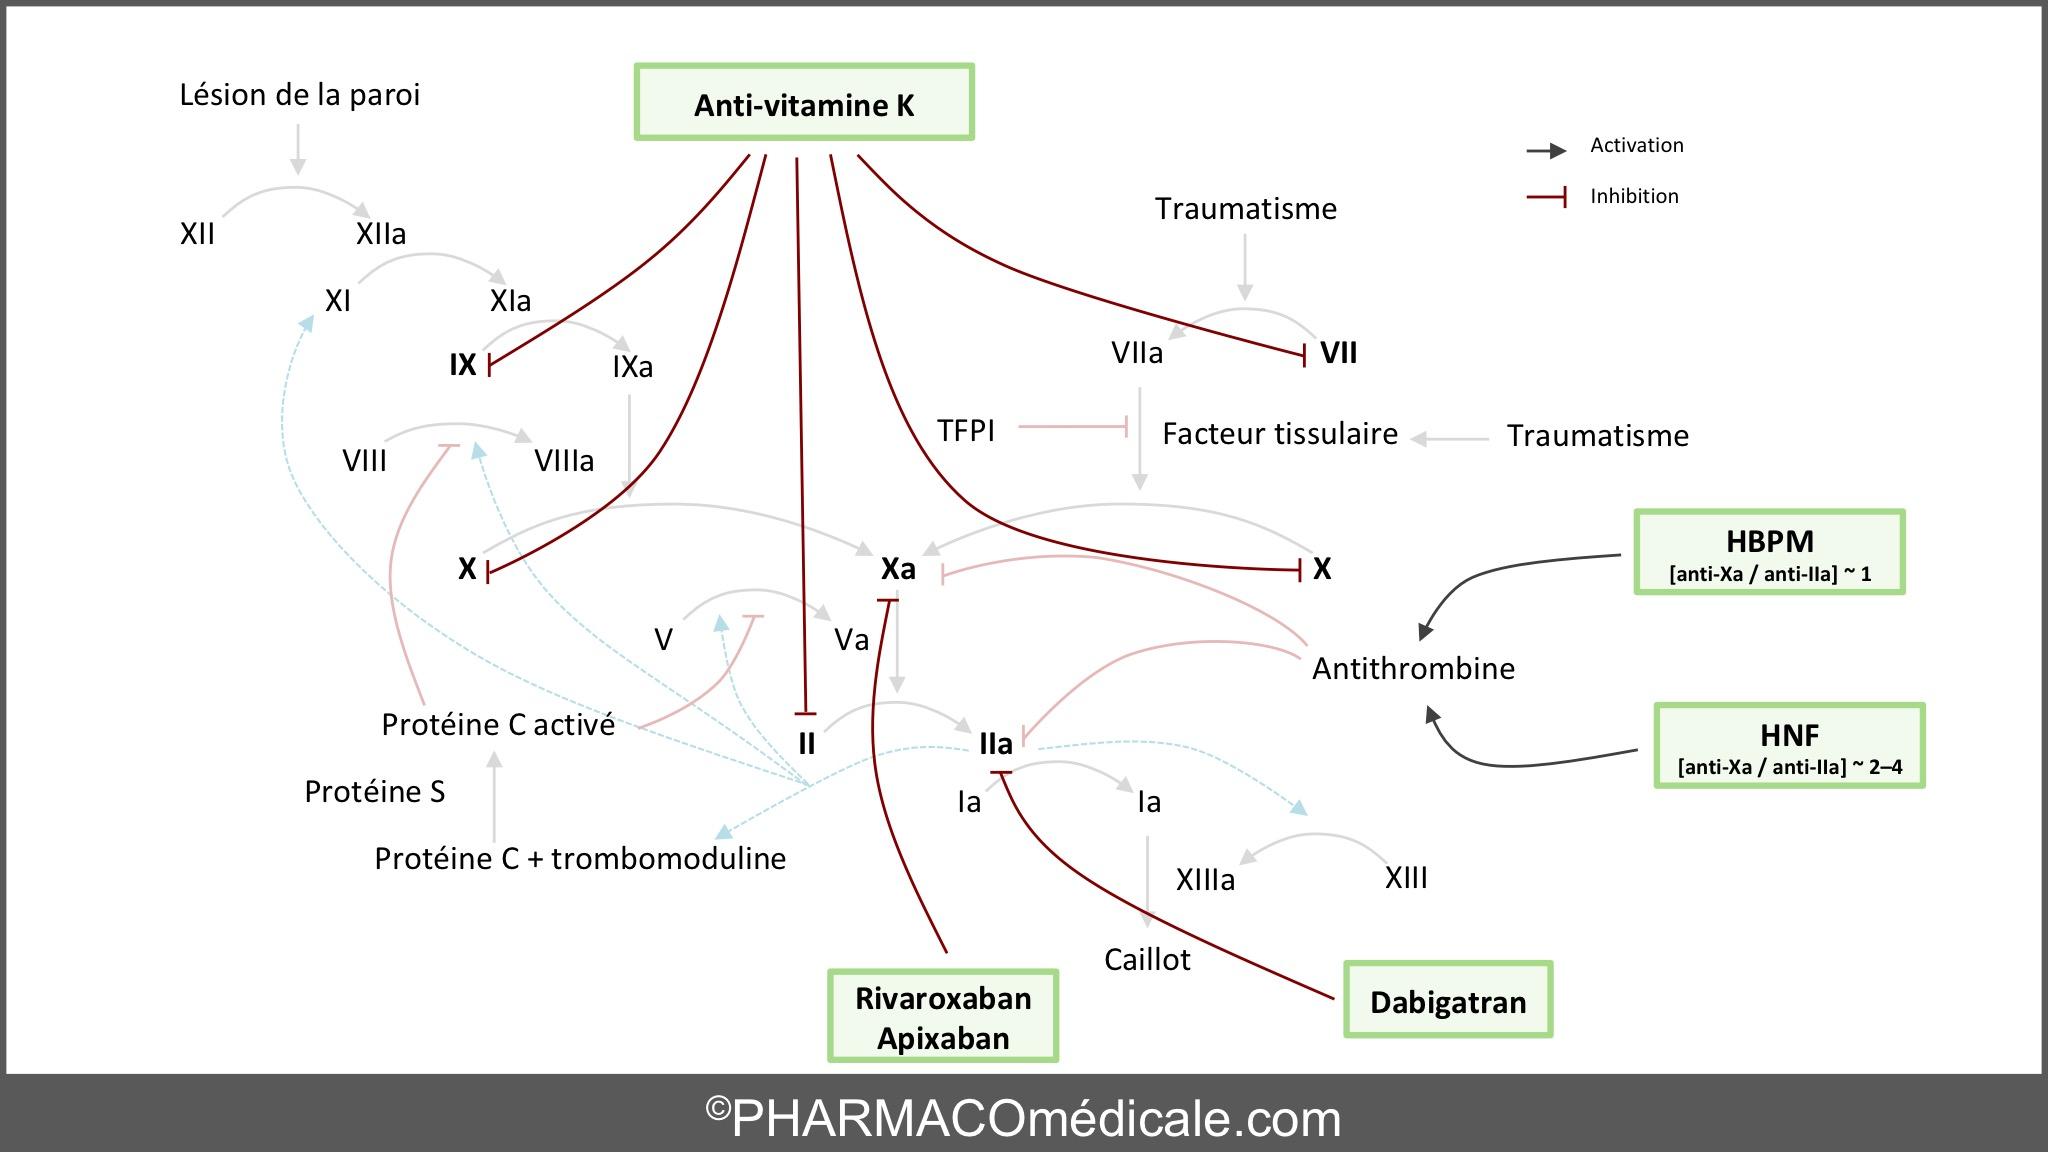 Lésion de la paroi
Anti-vitamine K
Activation
Inhibition
Traumatisme
XII
XIIa
XI
XIa
IX
IXa
VIIa
VII
TFPI
Facteur tissulaire
Traumatisme
VIII
VIIIa
X
Xa
X
HBPM
[anti-Xa / anti-IIa] ~ 1
V
Va
Antithrombine
Protéine C activé
II
IIa
HNF
[anti-Xa / anti-IIa] ~ 2–4
Protéine S
Ia
Ia
Protéine C + trombomoduline
XIIIa
XIII
Caillot
Rivaroxaban
Apixaban
Dabigatran
©PHARMACOmédicale.com